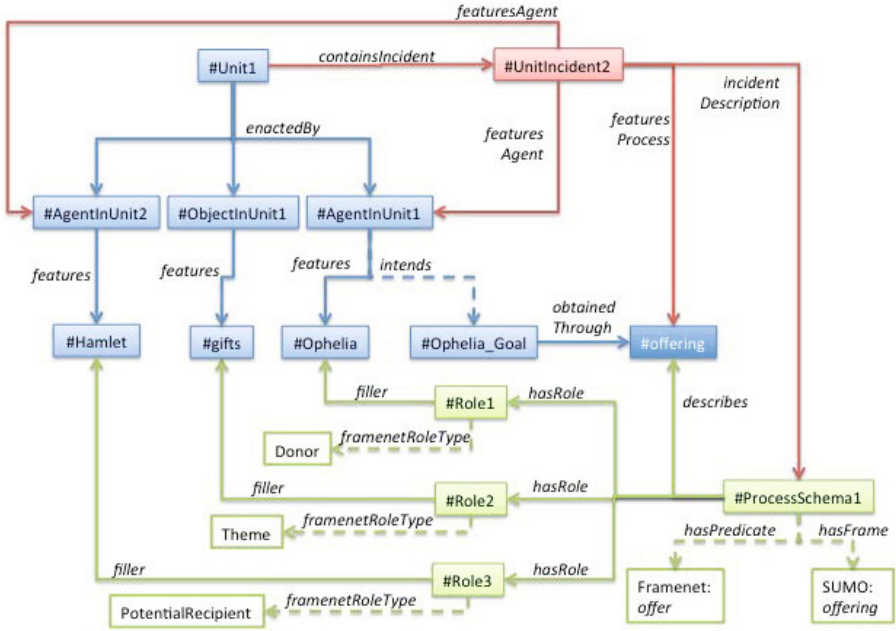 featuresAgent
#Unit1
containsIncident
#UnitIncident2
incident
Description
enactedBy
features
Agent
features
Process
#AgentInUnit2
#ObjectInUnit1
#AgentInUnit1
features
features
features
intends
obtained
Through
#Hamlet
#gifts
#Ophelia
#Ophelia_Goal
#offering
filler
#Role1
hasRole
describes
framenetRoleType
Donor
filler
#Role2
hasRole
#ProcessSchema1
framenetRoleType
Theme
hasPredicate
hasFrame
filler
#Role3
hasRole
Framenet:
offer
SUMO:
offering
framenetRoleType
PotentialRecipient